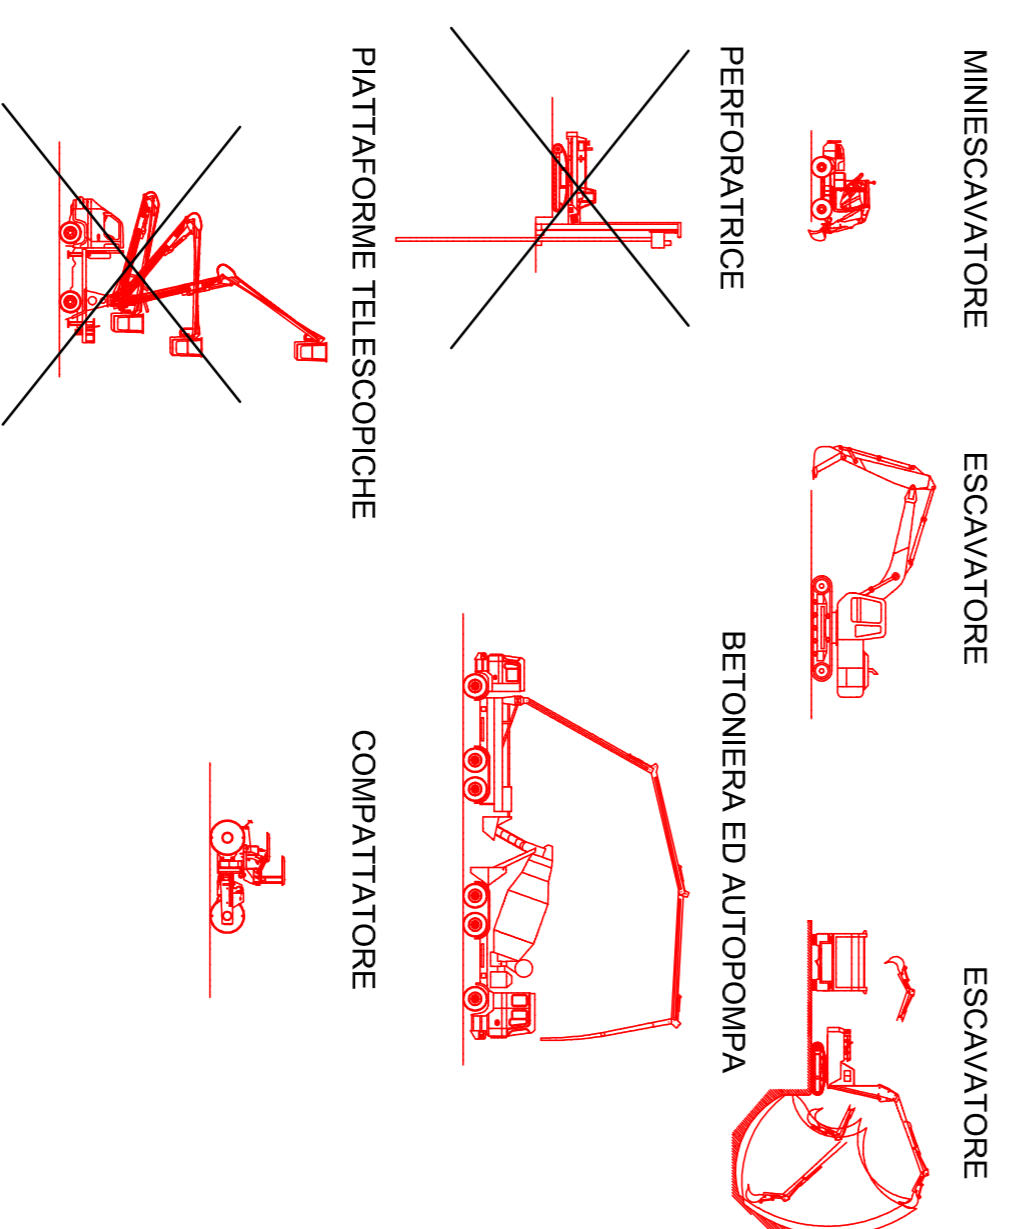 MINIESCAVATORE
ESCAVATORE
ESCAVATORE
PERFORATRICE
BETONIERA ED AUTOPOMPA
PIATTAFORME TELESCOPICHE
COMPATTATORE